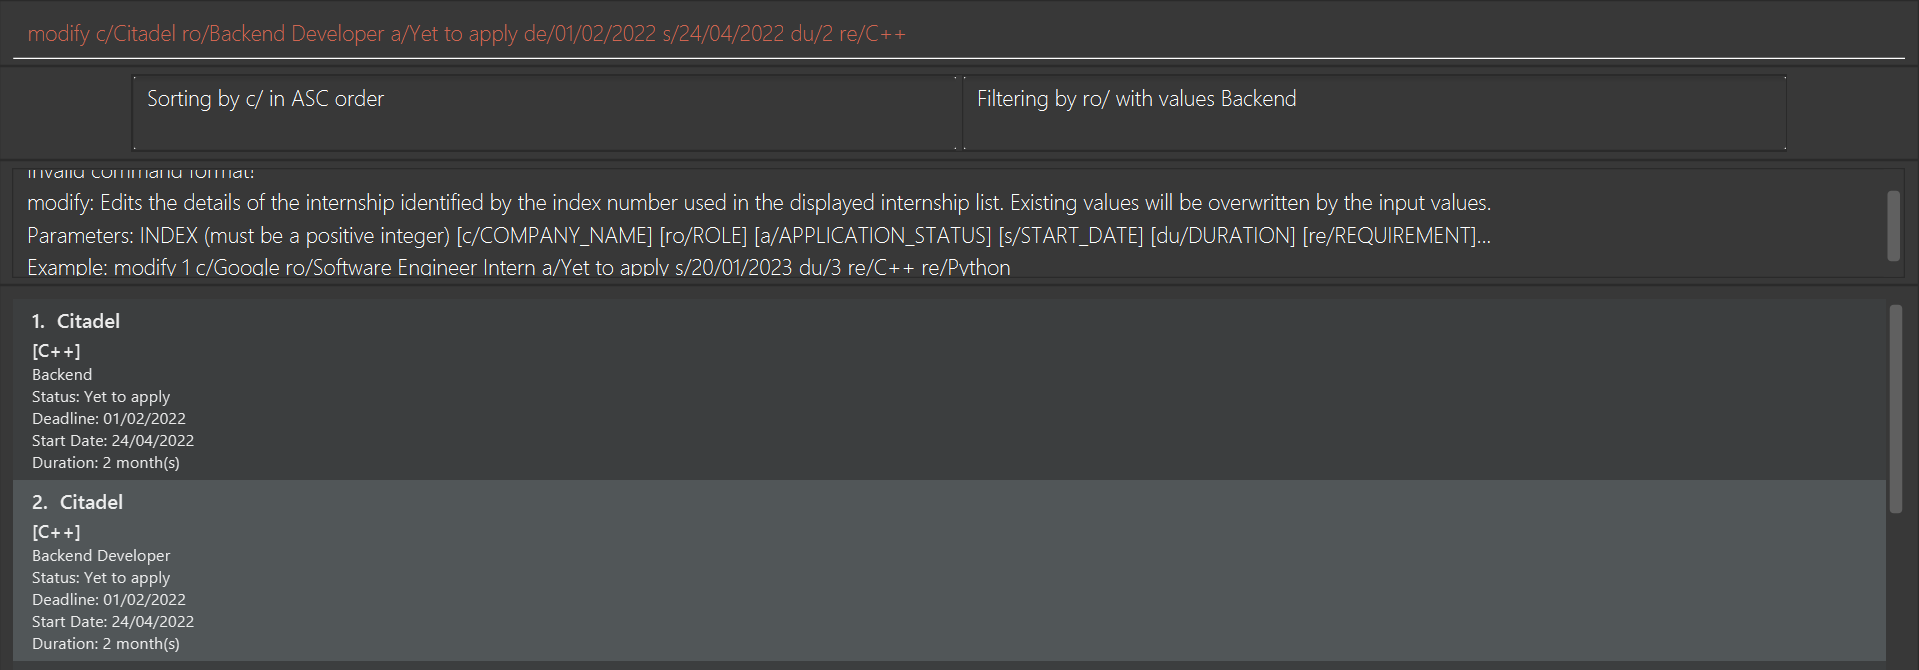 modify c/Citadel ro/Backend Developer a/Yet to apply de/01/02/2022 s/24/04/2022 du/2 re/C++
Sorting by c/ in ASC order
Filtering by ro/ with values Backend
Invalid command format!
modify: Edits the details of the internship identified by the index number used in the displayed internship list. Existing values will be overwritten by the input values.
Parameters: INDEX (must be a positive integer) [c/COMPANY_NAME] [ro/ROLE] [a/APPLICATION_STATUS] [s/START_DATE] [du/DURATION] [re/REQUIREMENT]...
Example: modify 1 c/Google ro/Software Engineer Intern a/Yet to apply s/20/01/2023 du/3 re/C++ re/Python
1. Citadel
[C++]
Backend
Status: Yet to apply
Deadline: 01/02/2022
Start Date: 24/04/2022
Duration: 2 month(s)
2. Citadel
[C++]
Backend Developer
Status: Yet to apply
Deadline: 01/02/2022
Start Date: 24/04/2022
Duration: 2 month(s)